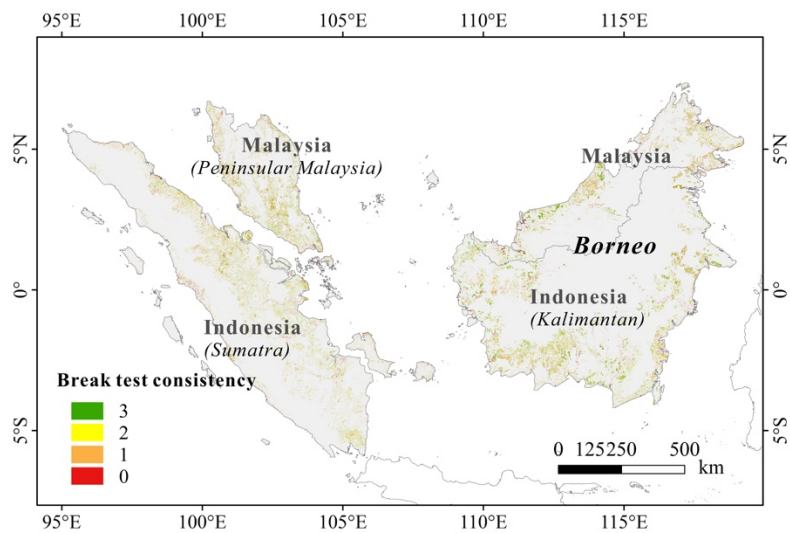 95°E 100°E 105°E 110°E 115°E
5°N 5°N
Malaysia
(Peninsular Malaysia)
Malaysia
Borneo
0° 0°
Indonesia
(Kalimantan)
Indonesia
(Sumatra)
Break test consistency
3
2
1
0
5°S 5°S
0 125250 500
km
95°E 100°E 105°E 110°E 115°E